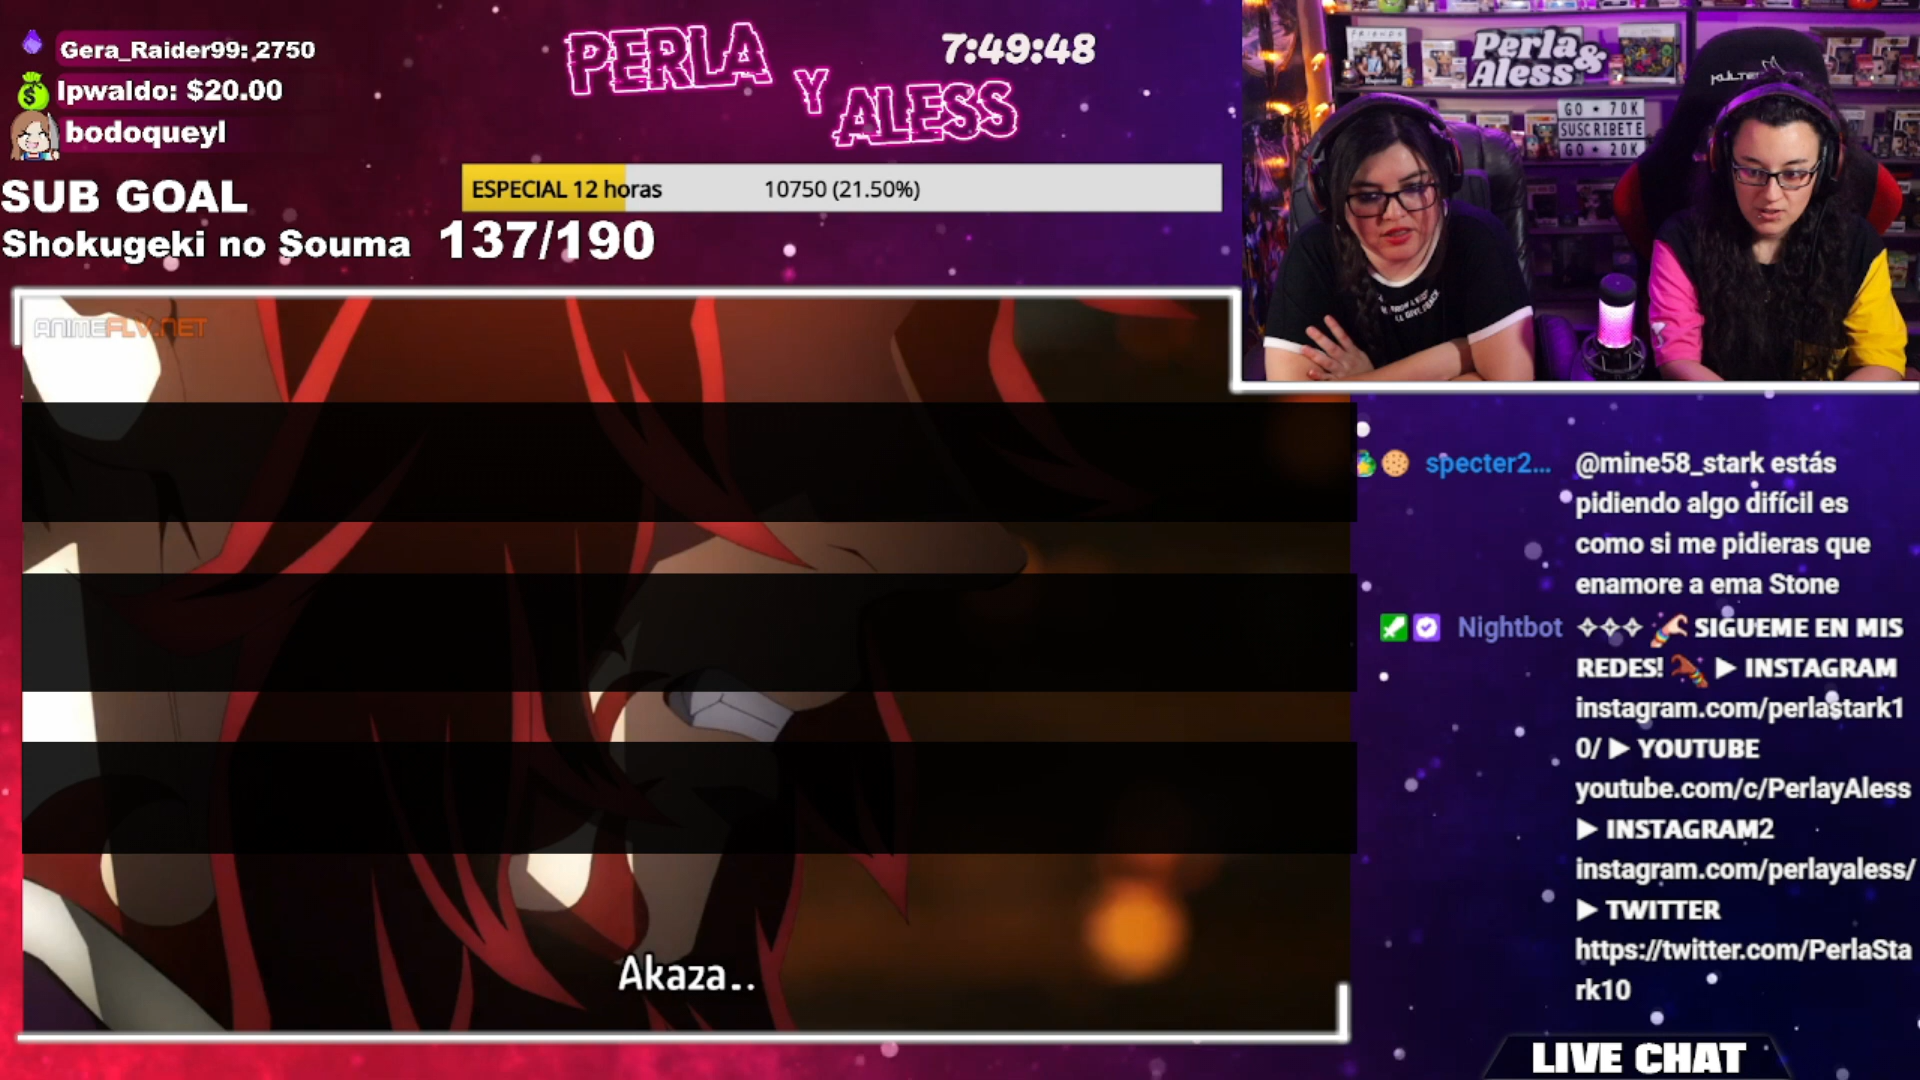 Gera_Raider99: 2750
lpwaldo: $20.00
bodoqueyl
SUB GOAL
Shokugeki no Souma 137/190
PERLA
Y
ALESS
7:49:48
ESPECIAL 12 horas 10750 (21.50%)
FRIENDS
Perla&
Aless
GO * 70K
SUSCRIBETE
GO * 20K
ANIMEFLV.NET
Akaza..
specter2... @mine58_stark estás
pidiendo algo difícil es
como si me pidieras que
enamore a ema Stone
Nightbot ✧✧✧ SIGUEME EN MIS
REDES! ▶ INSTAGRAM
instagram.com/perlastark1
0/ ▶ YOUTUBE
youtube.com/c/PerlayAless
▶ INSTAGRAM2
instagram.com/perlayaless/
▶ TWITTER
https://twitter.com/PerlaSta
rk10
LIVE CHAT